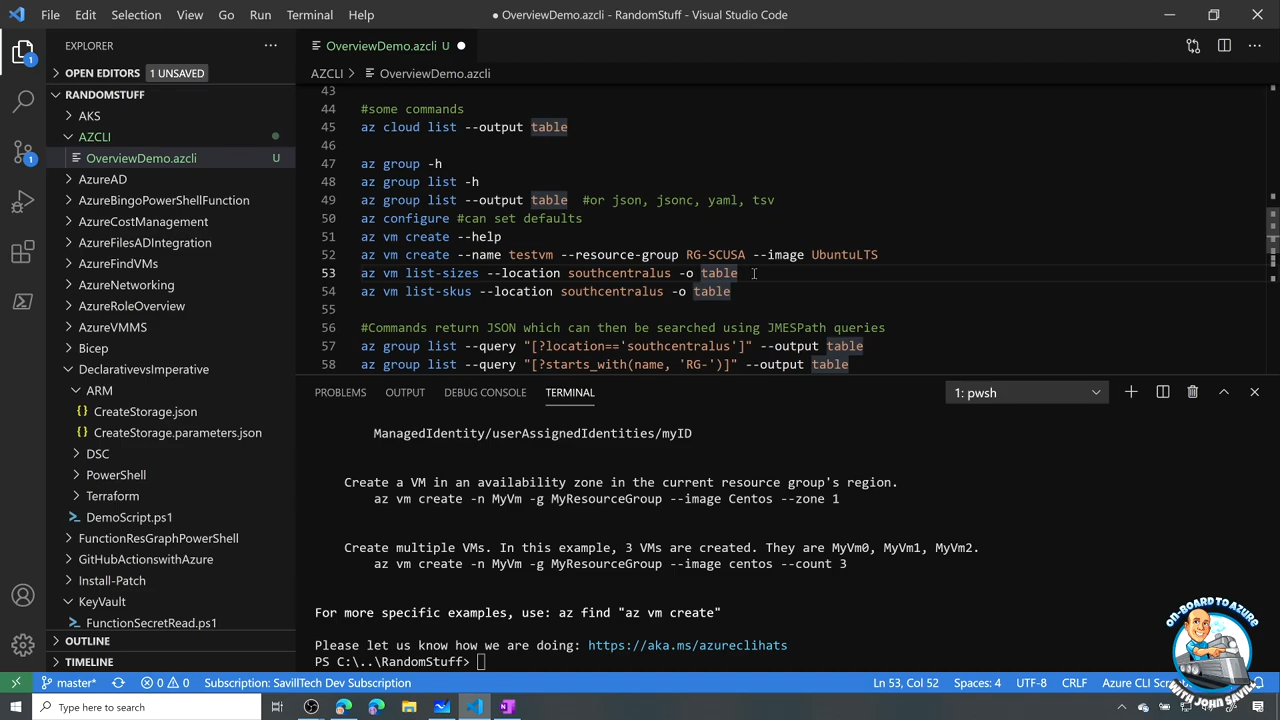 File Edit Selection View Go Run Terminal Help
● OverviewDemo.azcli - RandomStuff - Visual Studio Code
EXPLORER
OPEN EDITORS 1 UNSAVED
RANDOMSTUFF
AKS
AZCLI
OverviewDemo.azcli U
AzureAD
AzureBingoPowerShellFunction
AzureCostManagement
AzureFilesADIntegration
AzureFindVMs
AzureNetworking
AzureRoleOverview
AzureVMMS
Bicep
DeclarativevsImperative
ARM
CreateStorage.json
CreateStorage.parameters.json
DSC
PowerShell
Terraform
DemoScript.ps1
FunctionResGraphPowerShell
GitHubActionswithAzure
Install-Patch
KeyVault
FunctionSecretRead.ps1
OUTLINE
TIMELINE
OverviewDemo.azcli U ●
AZCLI > OverviewDemo.azcli
43
44 #some commands
45 az cloud list --output table
46
47 az group -h
48 az group list -h
49 az group list --output table #or json, jsonc, yaml, tsv
50 az configure #can set defaults
51 az vm create --help
52 az vm create --name testvm --resource-group RG-SCUSA --image UbuntuLTS
53 az vm list-sizes --location southcentralus -o table
54 az vm list-skus --location southcentralus -o table
55
56 #Commands return JSON which can then be searched using JMESPath queries
57 az group list --query "[?location=='southcentralus']" --output table
58 az group list --query "[?starts_with(name, 'RG-')]" --output table
PROBLEMS OUTPUT DEBUG CONSOLE TERMINAL 1: pwsh
ManagedIdentity/userAssignedIdentities/myID
Create a VM in an availability zone in the current resource group's region.
az vm create -n MyVm -g MyResourceGroup --image Centos --zone 1
Create multiple VMs. In this example, 3 VMs are created. They are MyVm0, MyVm1, MyVm2.
az vm create -n MyVm -g MyResourceGroup --image centos --count 3
For more specific examples, use: az find "az vm create"
Please let us know how we are doing: https://aka.ms/azureclihats
PS C:\..\RandomStuff>
ON-BOARD TO AZURE
WITH JOHN SAVILL
master* 0 0 Subscription: SavillTech Dev Subscription
Ln 53, Col 52 Spaces: 4 UTF-8 CRLF Azure CLI Scr
Type here to search